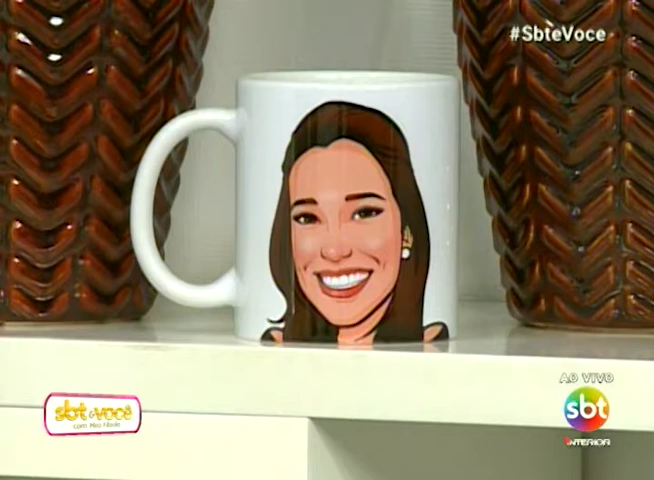 #SbteVoce
AO VIVO
sbt
INTERIOR
sbt e você
com